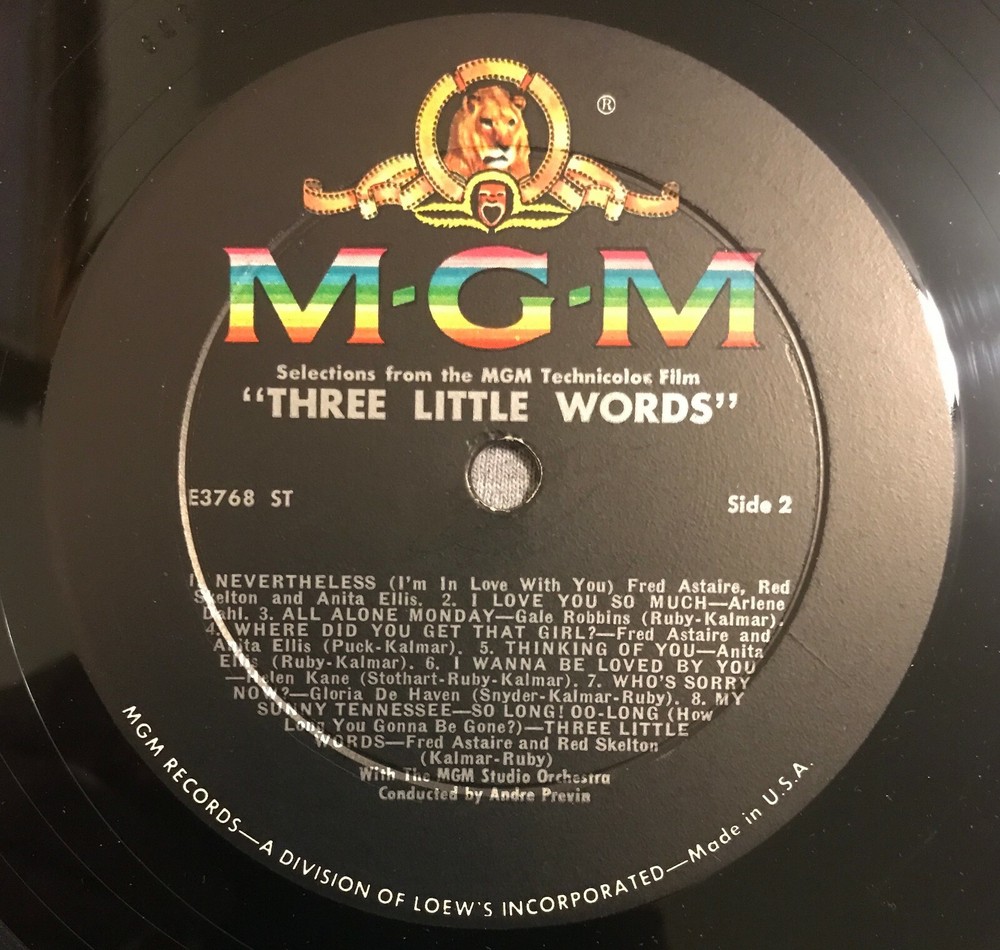 ®
M-G-M
Selections from the MGM Technicolor Film
“THREE LITTLE WORDS”
E3768 ST
Side 2
1. NEVERTHELESS (I'm In Love With You) Fred Astaire, Red
Skelton and Anita Ellis. 2. I LOVE YOU SO MUCH—Arlene
Dahl. 3. ALL ALONE MONDAY—Gale Robbins (Ruby-Kalmar).
4. WHERE DID YOU GET THAT GIRL?—Fred Astaire and
Anita Ellis (Puck-Kalmar). 5. THINKING OF YOU—Anita
Ellis (Ruby-Kalmar). 6. I WANNA BE LOVED BY YOU
—Helen Kane (Stothart-Ruby-Kalmar). 7. WHO'S SORRY
NOW?—Gloria De Haven (Snyder-Kalmar-Ruby). 8. MY
SUNNY TENNESSEE—SO LONG! OO-LONG (How
Long You Gonna Be Gone?)—THREE LITTLE
WORDS—Fred Astaire and Red Skelton
(Kalmar-Ruby)
With The MGM Studio Orchestra
Conducted by Andre Previn
MGM RECORDS—A DIVISION OF LOEW'S INCORPORATED—Made in U.S.A.